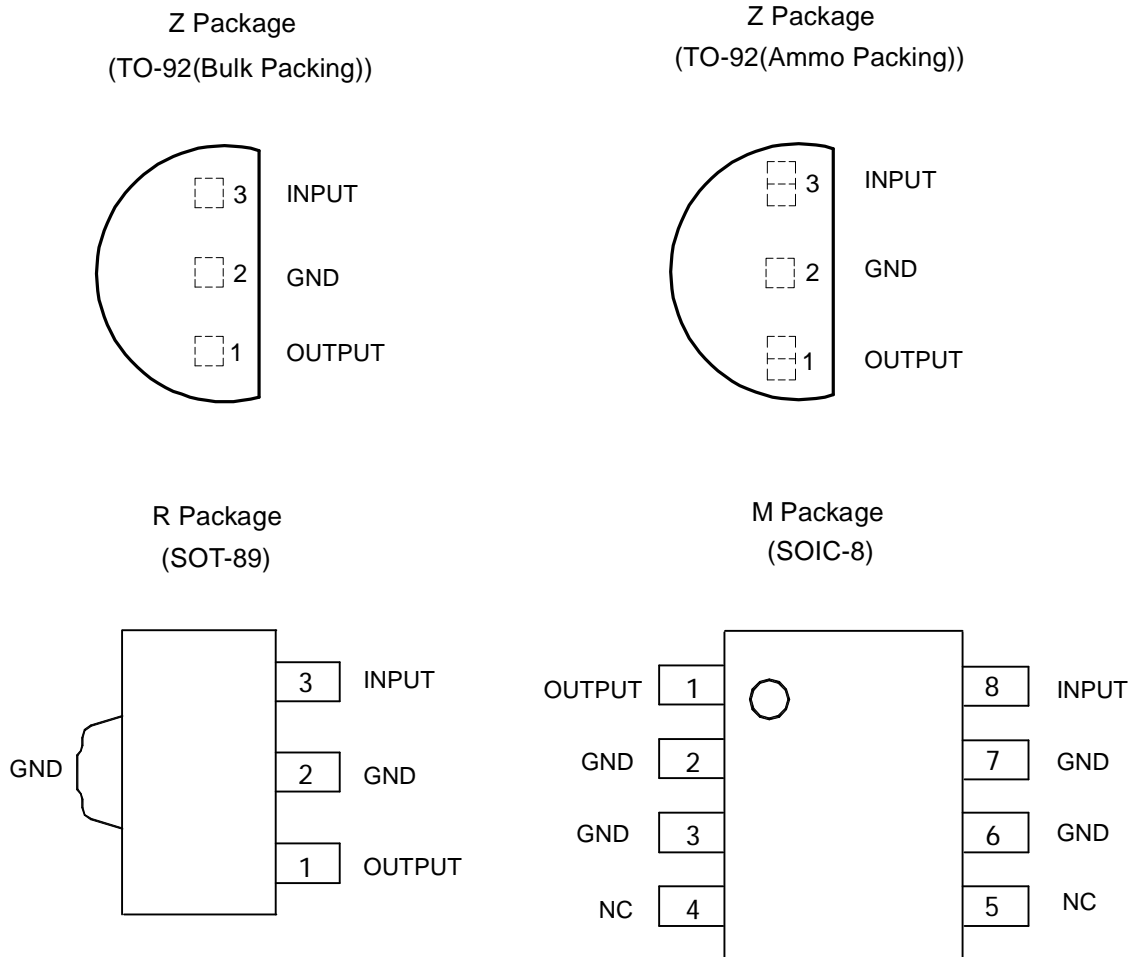 Z Package
(TO-92(Bulk Packing))
3 INPUT
2 GND
1 OUTPUT
Z Package
(TO-92(Ammo Packing))
3 INPUT
2 GND
1 OUTPUT
R Package
(SOT-89)
3 INPUT
GND 2 GND
1 OUTPUT
M Package
(SOIC-8)
OUTPUT 1 8 INPUT
GND 2 7 GND
GND 3 6 GND
NC 4 5 NC